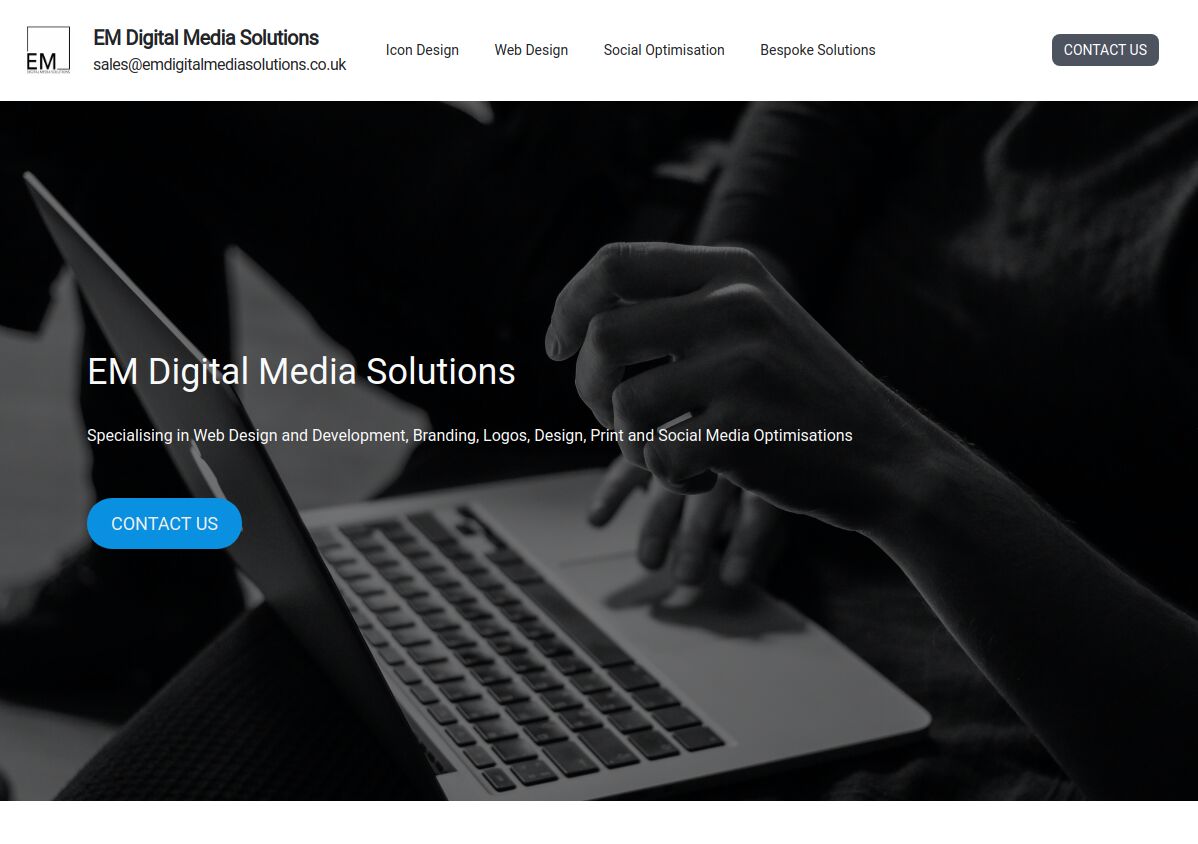 EM Digital Media Solutions
sales@emdigitalmediasolutions.co.uk
Icon Design
Web Design
Social Optimisation
Bespoke Solutions
CONTACT US
EM
DIGITAL MEDIA SOLUTIONS
EM Digital Media Solutions
Specialising in Web Design and Development, Branding, Logos, Design, Print and Social Media Optimisations
CONTACT US